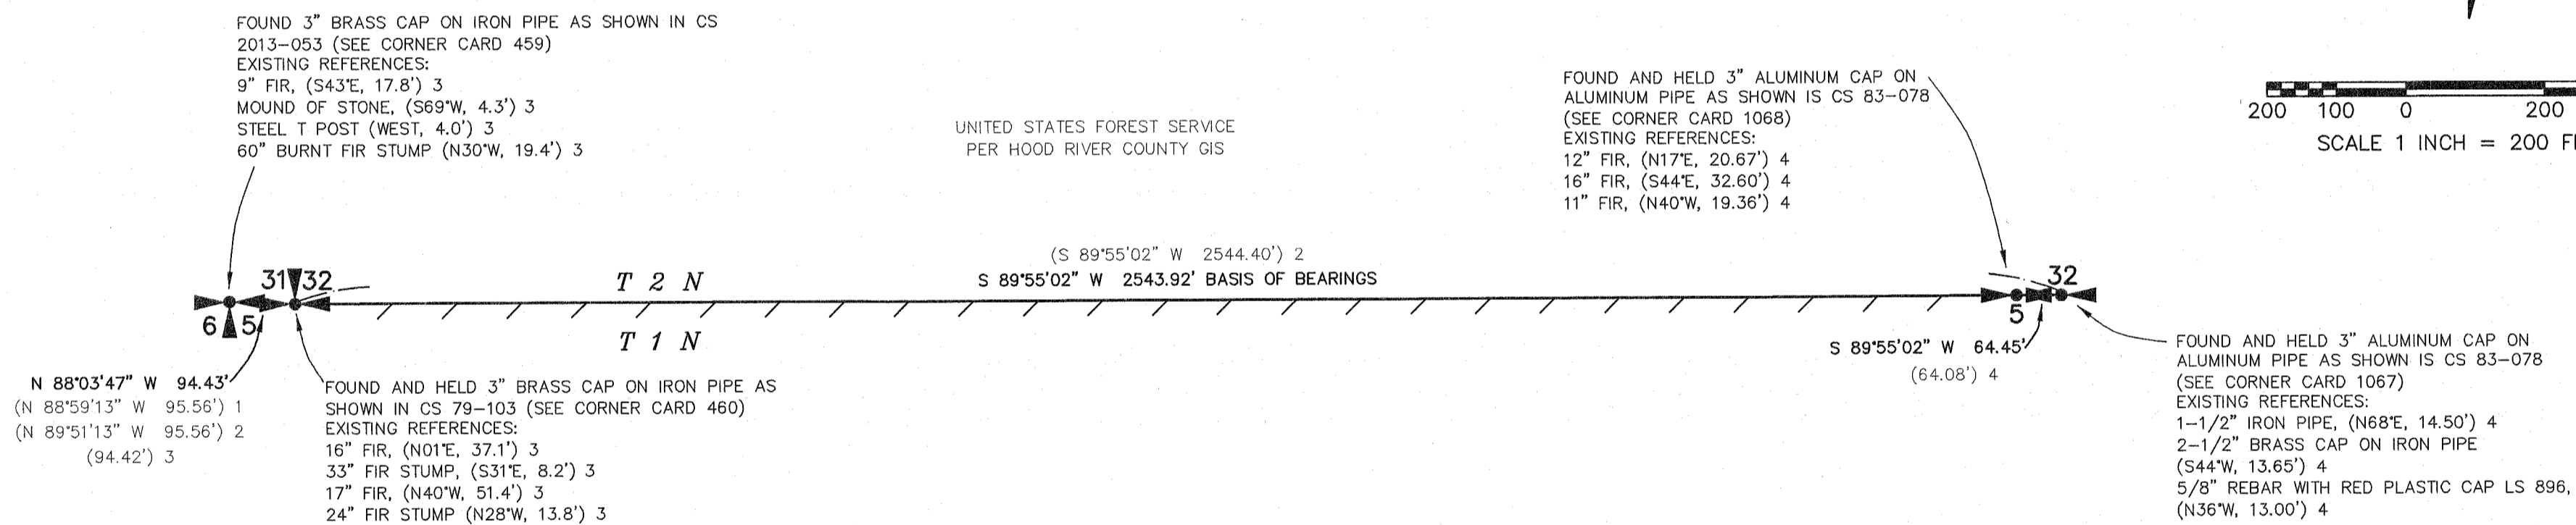 FOUND 3" BRASS CAP ON IRON PIPE AS SHOWN IN CS
2013-053 (SEE CORNER CARD 459)
EXISTING REFERENCES:
9" FIR, (S43°E, 17.8') 3
MOUND OF STONE, (S69°W, 4.3') 3
STEEL T POST (WEST, 4.0') 3
60" BURNT FIR STUMP (N30°W, 19.4') 3
UNITED STATES FOREST SERVICE
PER HOOD RIVER COUNTY GIS
FOUND AND HELD 3" ALUMINUM CAP ON
ALUMINUM PIPE AS SHOWN IS CS 83-078
(SEE CORNER CARD 1068)
EXISTING REFERENCES:
12" FIR, (N17°E, 20.67') 4
16" FIR, (S44°E, 32.60') 4
11" FIR, (N40°W, 19.36') 4
200 100 0 200
SCALE 1 INCH = 200 F
(S 89°55'02" W 2544.40') 2
S 89°55'02" W 2543.92' BASIS OF BEARINGS
31 32
T 2 N
32
6 5
T 1 N
5
S 89°55'02" W 64.45'
(64.08') 4
N 88°03'47" W 94.43'
(N 88°59'13" W 95.56') 1
(N 89°51'13" W 95.56') 2
(94.42') 3
FOUND AND HELD 3" BRASS CAP ON IRON PIPE AS
SHOWN IN CS 79-103 (SEE CORNER CARD 460)
EXISTING REFERENCES:
16" FIR, (N01°E, 37.1') 3
33" FIR STUMP, (S31°E, 8.2') 3
17" FIR, (N40°W, 51.4') 3
24" FIR STUMP (N28°W, 13.8') 3
FOUND AND HELD 3" ALUMINUM CAP ON
ALUMINUM PIPE AS SHOWN IS CS 83-078
(SEE CORNER CARD 1067)
EXISTING REFERENCES:
1-1/2" IRON PIPE, (N68°E, 14.50') 4
2-1/2" BRASS CAP ON IRON PIPE
(S44°W, 13.65') 4
5/8" REBAR WITH RED PLASTIC CAP LS 896,
(N36°W, 13.00') 4